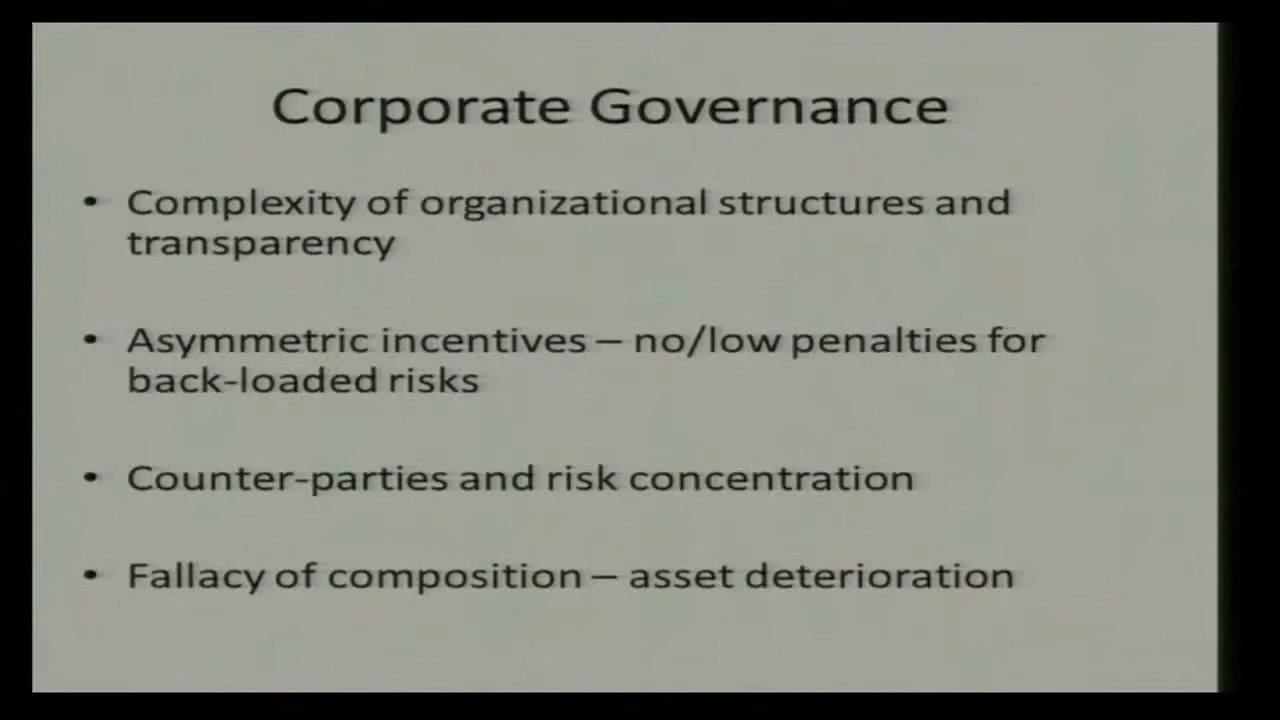 Corporate Governance
• Complexity of organizational structures and
transparency
• Asymmetric incentives – no/low penalties for
back-loaded risks
• Counter-parties and risk concentration
• Fallacy of composition – asset deterioration